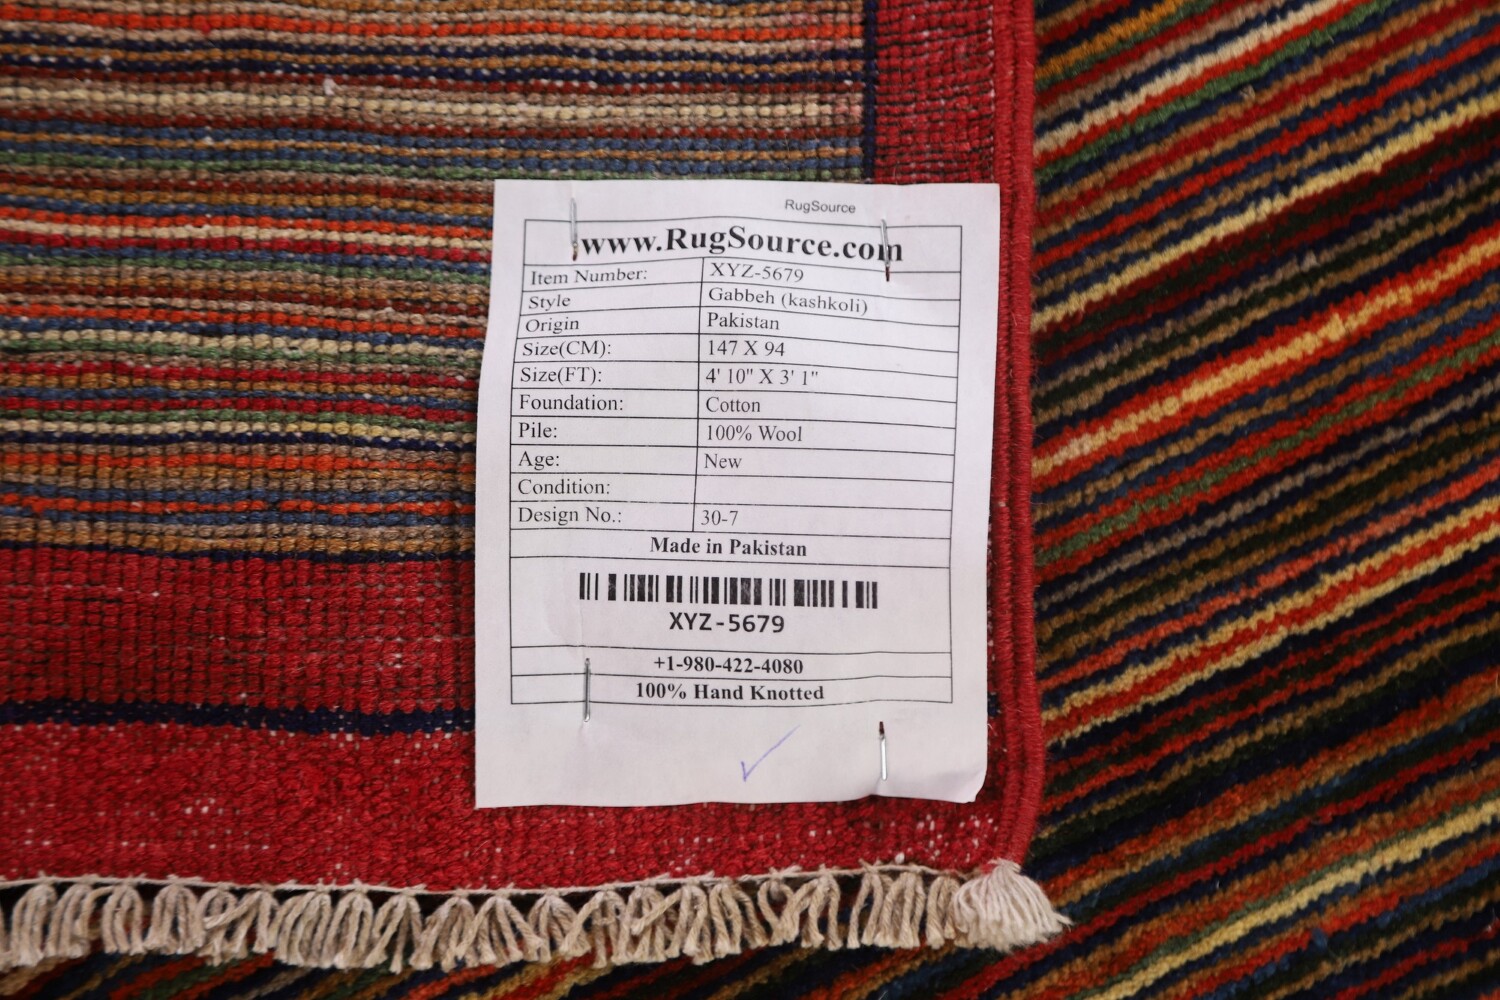 RugSource
www.RugSource.com
Item Number: XYZ-5679
Style Gabbeh (kashkoli)
Origin Pakistan
Size(CM): 147 X 94
Size(FT): 4' 10" X 3' 1"
Foundation: Cotton
Pile: 100% Wool
Age: New
Condition:
Design No.: 30-7
Made in Pakistan
XYZ-5679
+1-980-422-4080
100% Hand Knotted